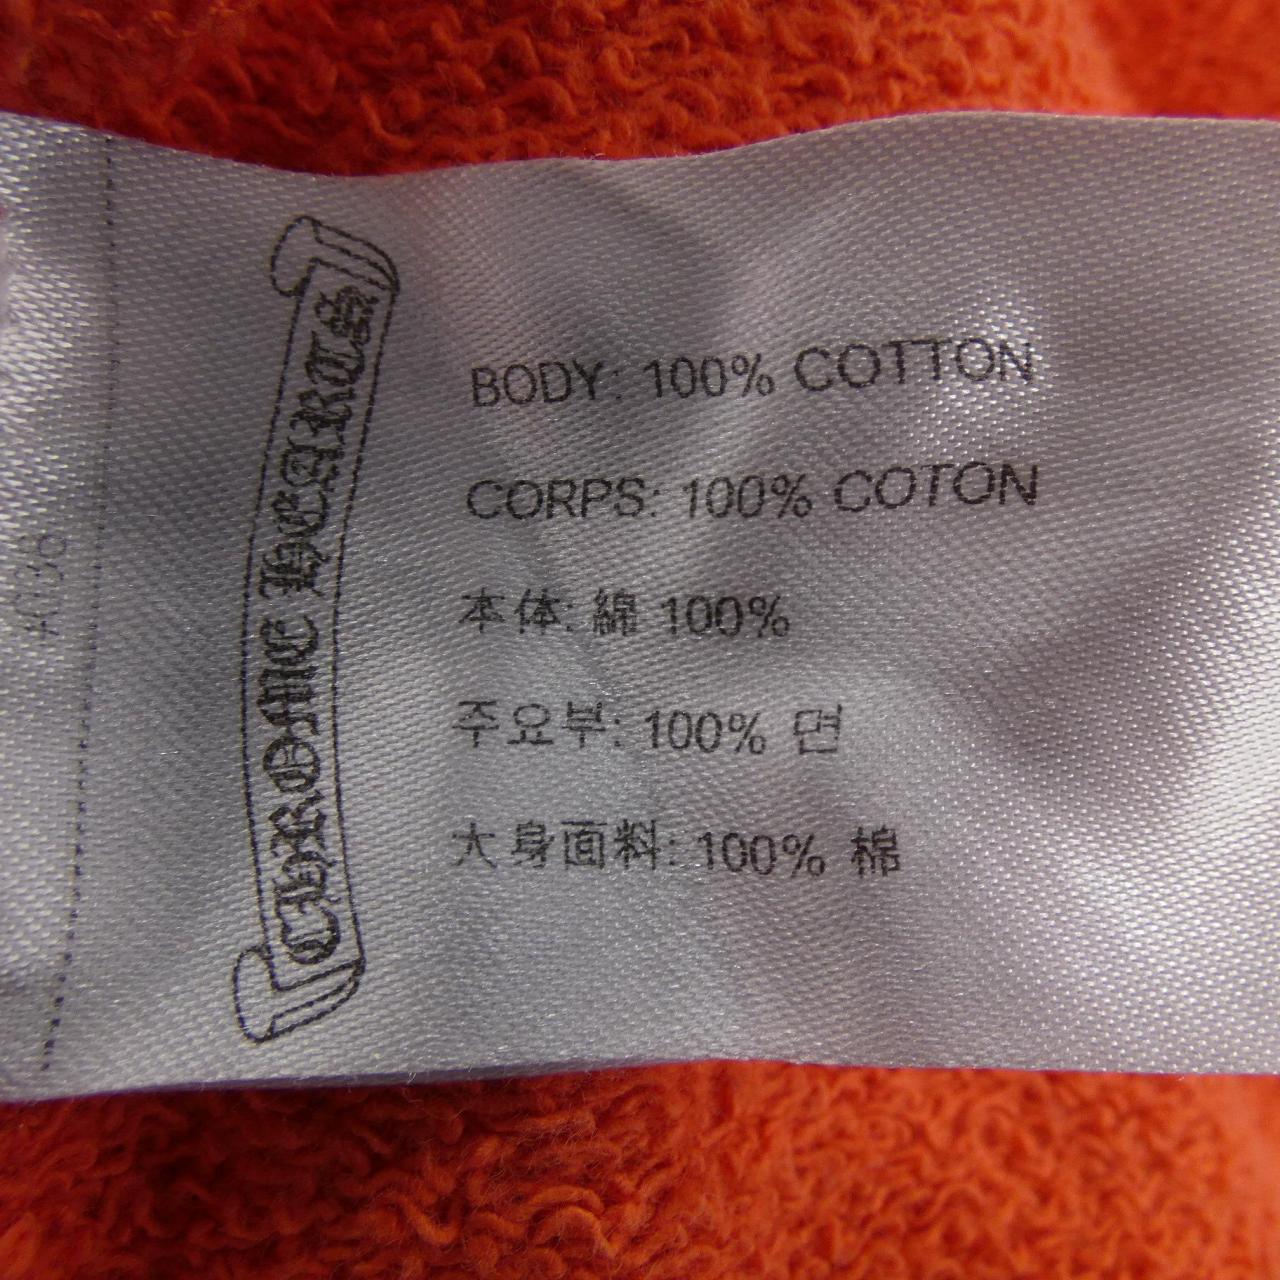 CHROME HEARTS
BODY: 100% COTTON
CORPS: 100% COTON
本体: 綿 100%
주요부: 100% 면
大身面料: 100% 棉